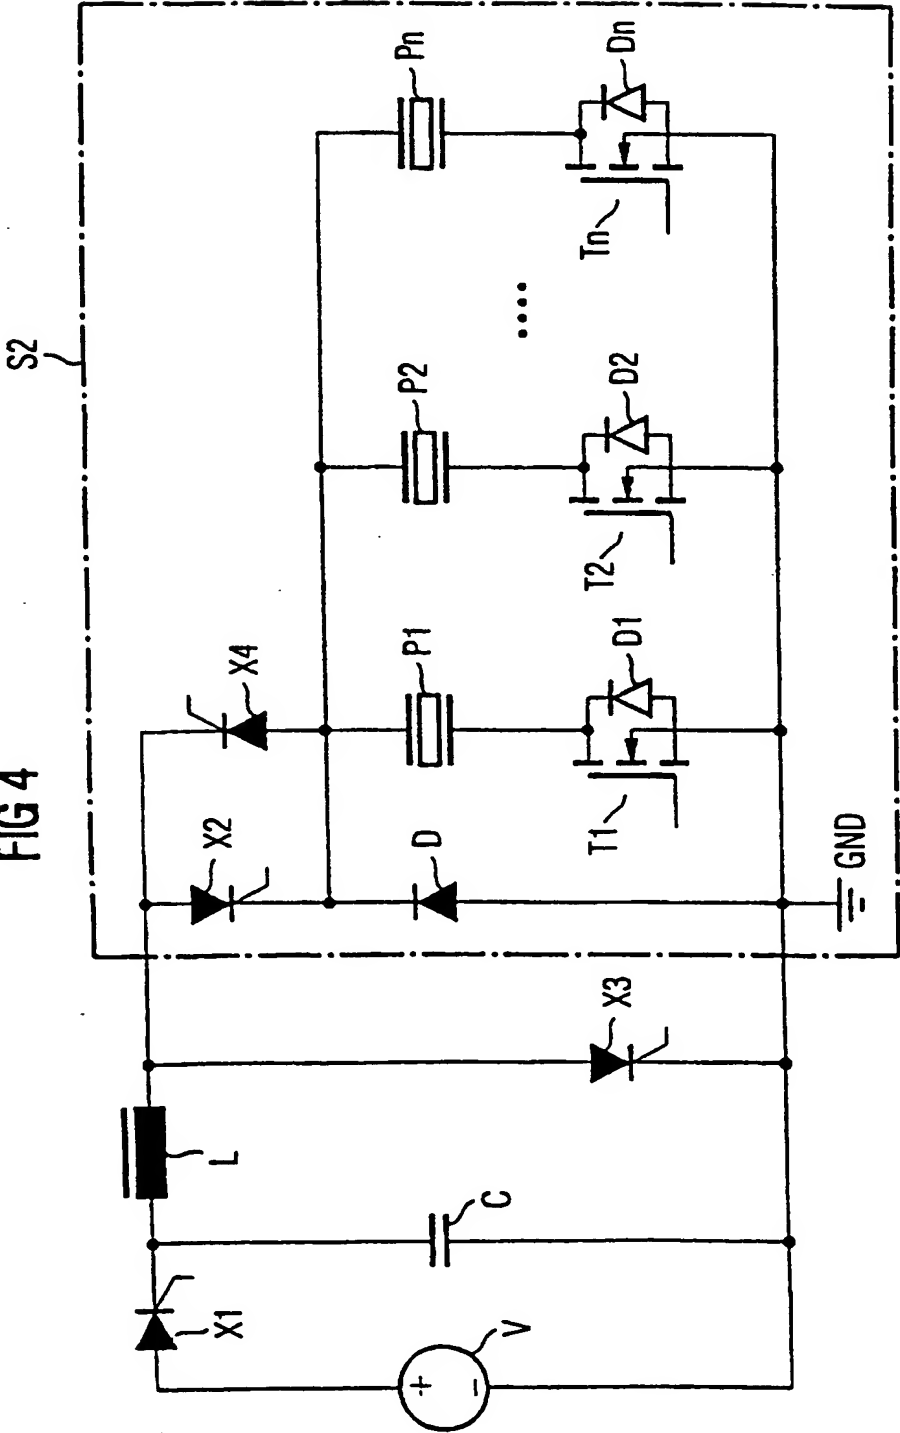 FIG 4
S2
X2
X4
D
P1
P2
Pn
T1
D1
T2
D2
....
Tn
Dn
GND
X1
L
C
X3
V
+
−